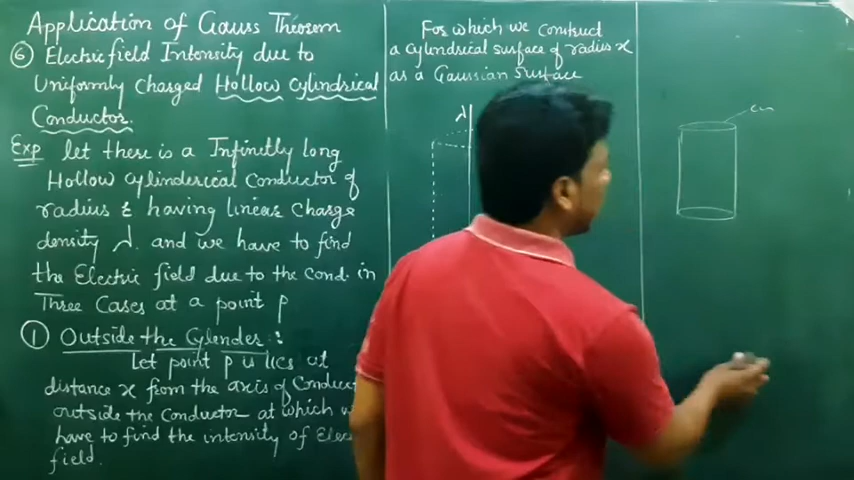 Application of Gauss Theorem
6 Electric field Intensity due to
Uniformly Charged Hollow Cylindrical
Conductor.
Exp let there is a Infinetly long
Hollow cylinderical Conductor of
radius r having linear Charge
density λ. and we have to find
the Electric field due to the Cond. in
Three Cases at a point P
1 Outside the Cylender :
Let point P is lies at
distance x from the axis of Conduct
outside the Conductor at which w
have to find the intensity of Elec
field.
For which we construct
a cylendrical surface of radius x
as a Gaussian Surface
λ